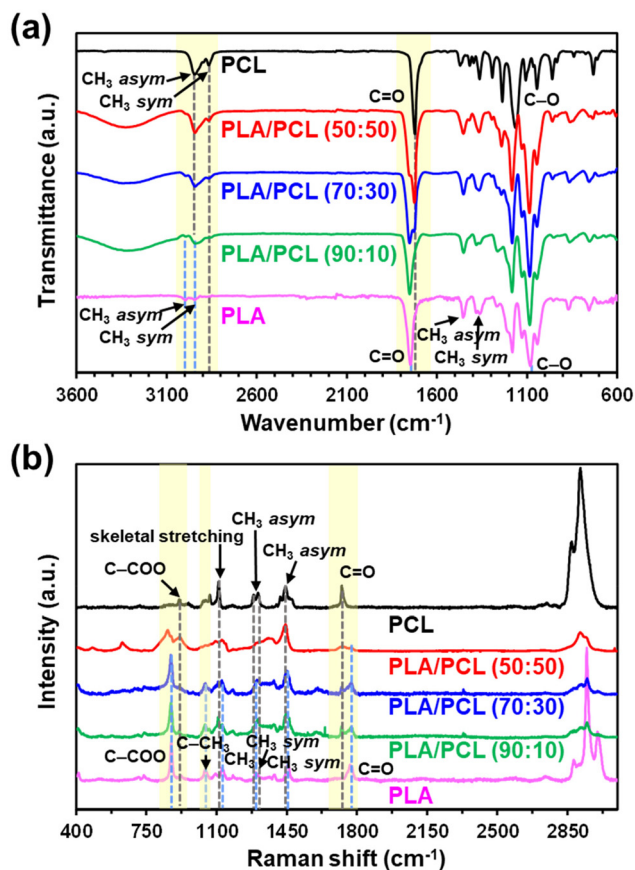 (a)
PCL
CH₃ asym
CH₃ sym
C=O
C–O
PLA/PCL (50:50)
PLA/PCL (70:30)
PLA/PCL (90:10)
CH₃ asym
CH₃ sym
PLA
C=O
CH₃ asym
CH₃ sym
C–O
Transmittance (a.u.)
3600 3100 2600 2100 1600 1100 600
Wavenumber (cm⁻¹)
(b)
CH₃ asym
skeletal stretching
CH₃ asym
C–COO
C=O
PCL
PLA/PCL (50:50)
PLA/PCL (70:30)
PLA/PCL (90:10)
C–COO
C–CH₃
CH₃ sym
CH₃
CH₃ sym
C=O
PLA
Intensity (a.u.)
400 750 1100 1450 1800 2150 2500 2850
Raman shift (cm⁻¹)